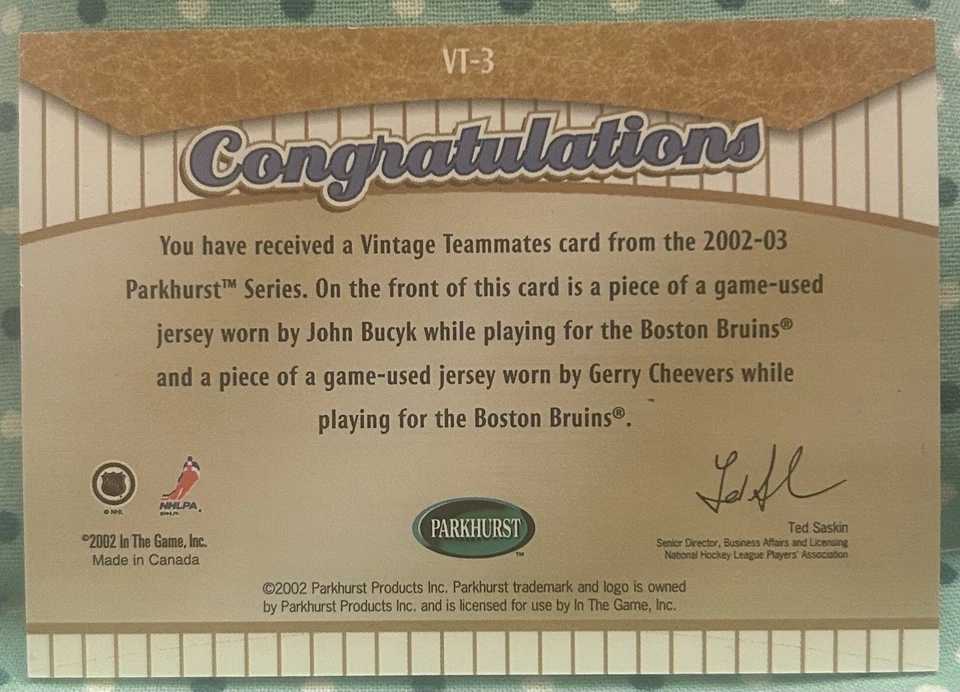 VT-3
Congratulations
You have received a Vintage Teammates card from the 2002-03
Parkhurst™ Series. On the front of this card is a piece of a game-used
jersey worn by John Bucyk while playing for the Boston Bruins®
and a piece of a game-used jersey worn by Gerry Cheevers while
playing for the Boston Bruins®.
© NHL
NHLPA
©2002 In The Game, Inc.
Made in Canada
PARKHURST™
Ted Saskin
Senior Director, Business Affairs and Licensing
National Hockey League Players' Association
©2002 Parkhurst Products Inc. Parkhurst trademark and logo is owned
by Parkhurst Products Inc. and is licensed for use by In The Game, Inc.